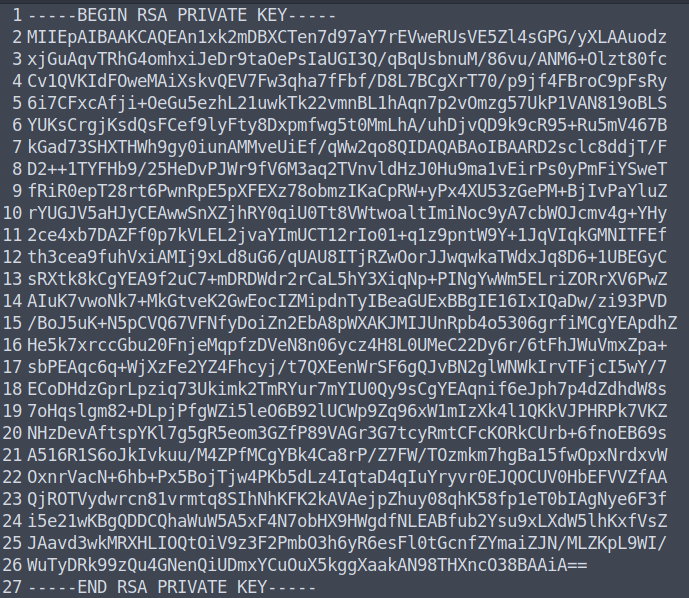 1 -----BEGIN RSA PRIVATE KEY-----
2 MIIEpAIBAAKCAQEAn1xk2mDBXCTen7d97aY7rEVweRUsVE5Zl4sGPG/yXLAAuodz
3 xjGuAqvTRhG4omhxiJeDr9taOePsIaUGI3Q/qBqUsbnuM/86vu/ANM6+Olzt80fc
4 Cv1QVKIdFOweMAiXskvQEV7Fw3qha7fFbf/D8L7BCgXrT70/p9jf4FBroC9pFsRy
5 6i7CFxcAfji+OeGu5ezhL21uwkTk22vmnBL1hAqn7p2vOmzg57UkP1VAN819oBLS
6 YUKsCrgjKsdQsFCef9lyFty8Dxpmfwg5t0MmLhA/uhDjvQD9k9cR95+Ru5mV467B
7 kGad73SHXTHWh9gy0iunAMMveUiEf/qWw2qo8QIDAQABAoIBAARD2sclc8ddjT/F
8 D2++1TYFHb9/25HeDvPJWr9fV6M3aq2TVnvldHzJ0Hu9ma1vEirPs0yPmFiYSweT
9 fRiR0epT28rt6PwnRpE5pXFEXz78obmzIKaCpRW+yPx4XU53zGePM+BjIvPaYluZ
10 rYUGJV5aHJyCEAwwSnXZjhRY0qiU0Tt8VWtwoaltImiNoc9yA7cbWOJcmv4g+YHy
11 2ce4xb7DAZFf0p7kVLEL2jvaYImUCT12rIo01+q1z9pntW9Y+1JqVIqkGMNITFEf
12 th3cea9fuhVxiAMIj9xLd8uG6/qUAU8ITjRZwOorJJwqwkaTWdxJq8D6+1UBEGyC
13 sRXtk8kCgYEA9f2uC7+mDRDWdr2rCaL5hY3XiqNp+PINgYwWm5ELriZORrXV6PwZ
14 AIuK7vwoNk7+MkGtveK2GwEocIZMipdnTyIBeaGUExBBgIE16IxIQaDw/zi93PVD
15 /BoJ5uK+N5pCVQ67VFNfyDoiZn2EbA8pWXAKJMIJUnRpb4o5306grfiMCgYEApdhZ
16 He5k7xrccGbu20FnjeMqpfzDVeN8n06ycz4H8L0UMeC22Dy6r/6tFhJWuVmxZpa+
17 sbPEAqc6q+WjXzFe2YZ4Fhcyj/t7QXEenWrSF6gQJvBN2glWNWkIrvTFjcI5wY/7
18 ECoDHdzGprLpziq73Ukimk2TmRYur7mYIU0Qy9sCgYEAqnif6eJph7p4dZdhdW8s
19 7oHqslgm82+DLpjPfgWZi5leO6B92lUCWp9Zq96xW1mIzXk4l1QKkVJPHRPk7VKZ
20 NHzDevAftspYKl7g5gR5eom3GZfP89VAGr3G7tcyRmtCFcKORkCUrb+6fnoEB69s
21 A516R1S6oJkIvkuu/M4ZPfMCgYBk4Ca8rP/Z7FW/TOzmkm7hgBa15fwOpxNrdxvW
22 OxnrVacN+6hb+Px5BojTjw4PKb5dLz4IqtaD4qIuYryvr0EJQOCUV0HbEFVVZfAA
23 QjROTVydwrcn81vrmtq8SIhNhKFK2kAVAejpZhuy08qhK58fp1eT0bIAgNye6F3f
24 i5e21wKBgQDDCQhaWuW5A5xF4N7obHX9HWgdfNLEABfub2Ysu9xLXdW5lhKxfVsZ
25 JAavd3wkMRXHLIOQtOiV9z3F2PmbO3h6yR6esFl0tGcnfZYmaiZJN/MLZKpL9WI/
26 WuTyDRk99zQu4GNenQiUDmxYCuOuX5kggXaakAN98THXncO38BAAiA==
27 -----END RSA PRIVATE KEY-----